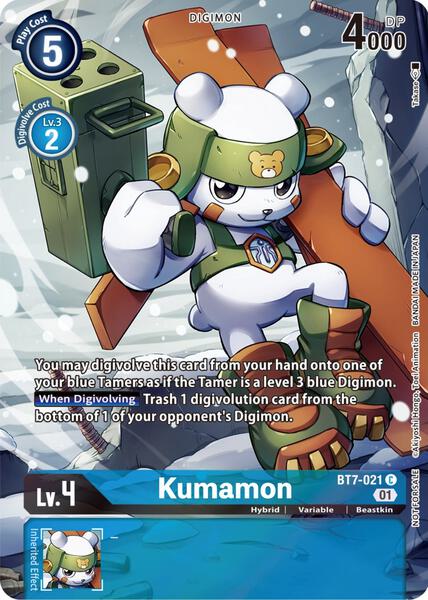 DIGIMON
Play Cost
5
DP
4000
Digivolve Cost
Lv.3
2
Takase
You may digivolve this card from your hand onto one of
your blue Tamers as if the Tamer is a level 3 blue Digimon.
When Digivolving Trash 1 digivolution card from the
bottom of 1 of your opponent's Digimon.
Lv.4
Kumamon
BT7-021 C
01
Hybrid | Variable | Beastkin
Inherited Effect
–
NOT FOR SALE ©Akiyoshi Hongo, Toei Animation BANDAI MADE IN JAPAN